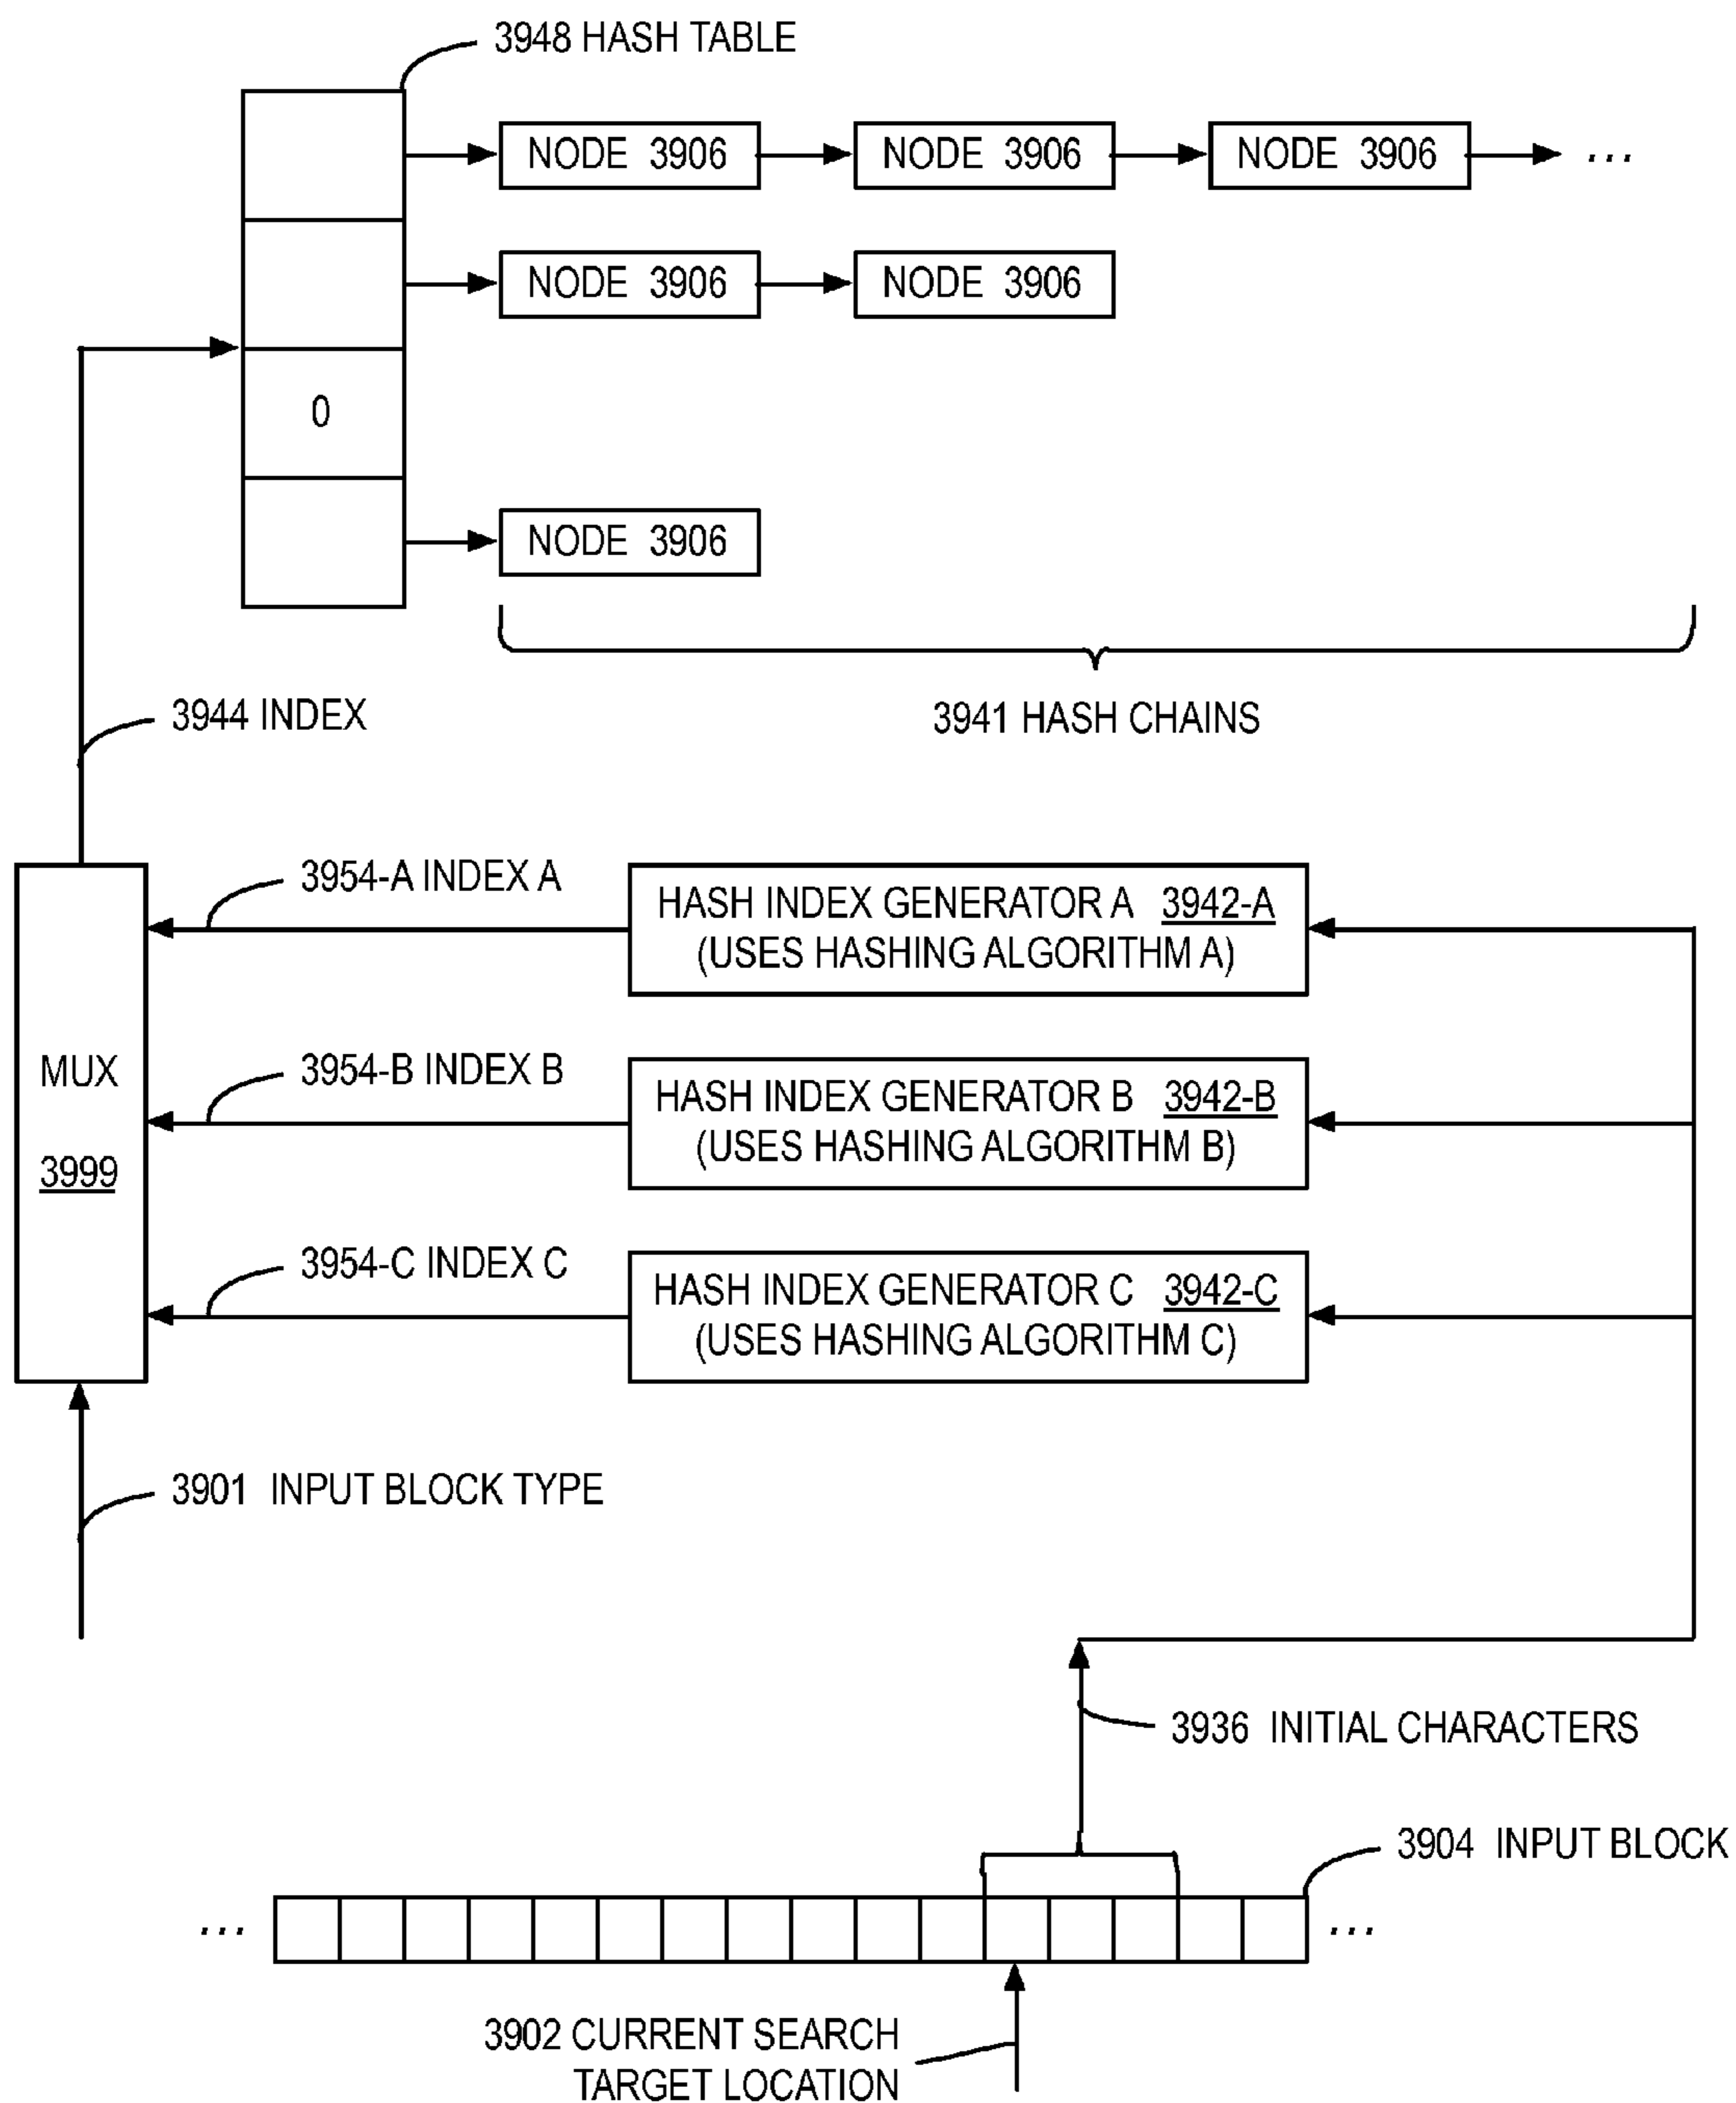 3948 HASH TABLE
NODE 3906 NODE 3906 NODE 3906 ...
NODE 3906 NODE 3906
0
NODE 3906
3944 INDEX
3941 HASH CHAINS
3954-A INDEX A
HASH INDEX GENERATOR A 3942-A
(USES HASHING ALGORITHM A)
MUX
3999
3954-B INDEX B
HASH INDEX GENERATOR B 3942-B
(USES HASHING ALGORITHM B)
3954-C INDEX C
HASH INDEX GENERATOR C 3942-C
(USES HASHING ALGORITHM C)
3901 INPUT BLOCK TYPE
3936 INITIAL CHARACTERS
3904 INPUT BLOCK
... ...
3902 CURRENT SEARCH
TARGET LOCATION